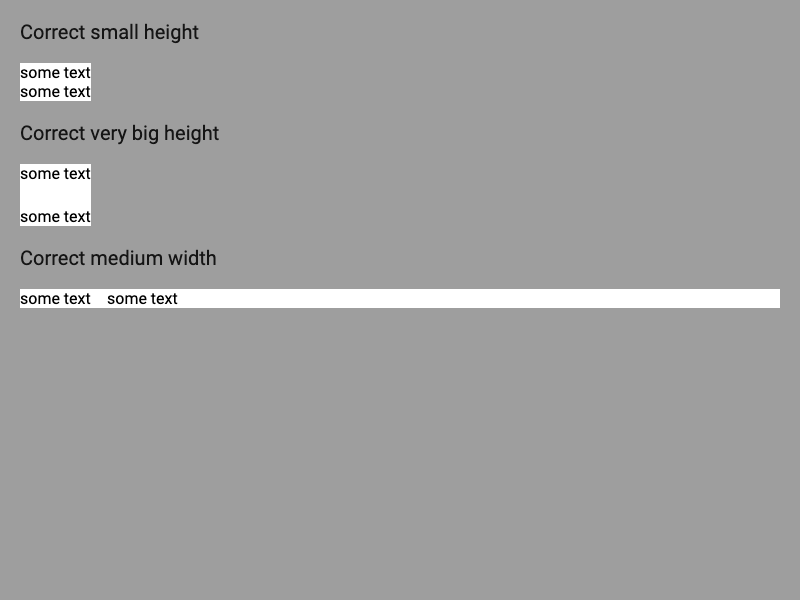 Correct small height
some text
some text
Correct very big height
some text
some text
Correct medium width
some text some text